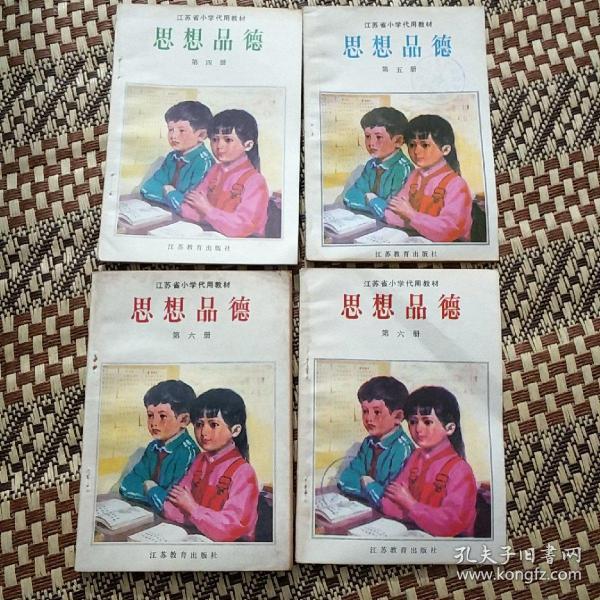 江苏省小学代用教材
思想品德
第四册
江苏教育出版社
江苏省小学代用教材
思想品德
第五册
江苏教育出版社
江苏省小学代用教材
思想品德
第六册
江苏教育出版社
江苏省小学代用教材
思想品德
第六册
江苏教育出版社
孔夫子旧书网
www.kongfz.com